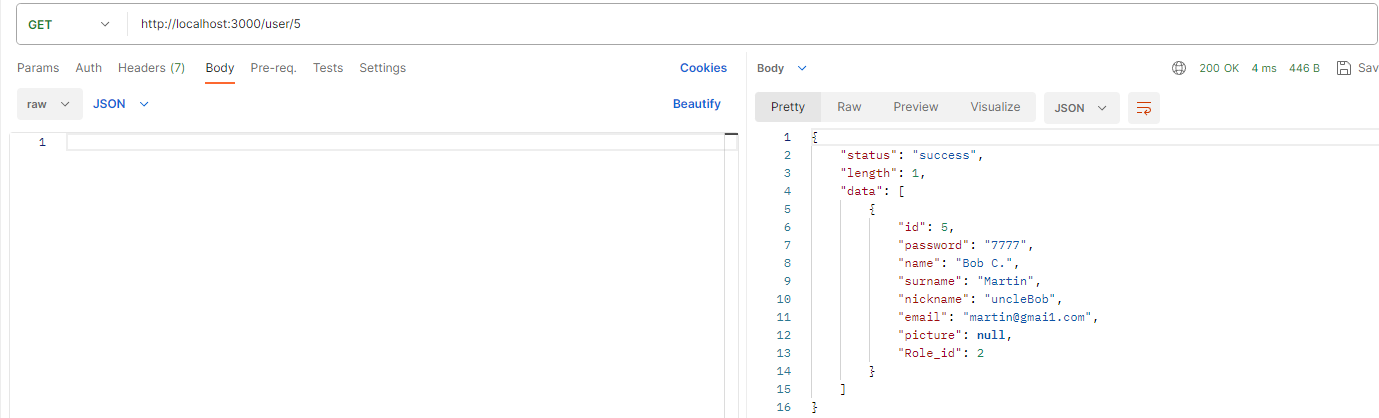 GET http://localhost:3000/user/5
Params Auth Headers (7) Body Pre-req. Tests Settings Cookies
raw JSON Beautify
1
Body 200 OK 4 ms 446 B Sav
Pretty Raw Preview Visualize JSON
1 {
2 "status": "success",
3 "length": 1,
4 "data": [
5 {
6 "id": 5,
7 "password": "7777",
8 "name": "Bob C.",
9 "surname": "Martin",
10 "nickname": "uncleBob",
11 "email": "martin@gmai1.com",
12 "picture": null,
13 "Role_id": 2
14 }
15 ]
16 }